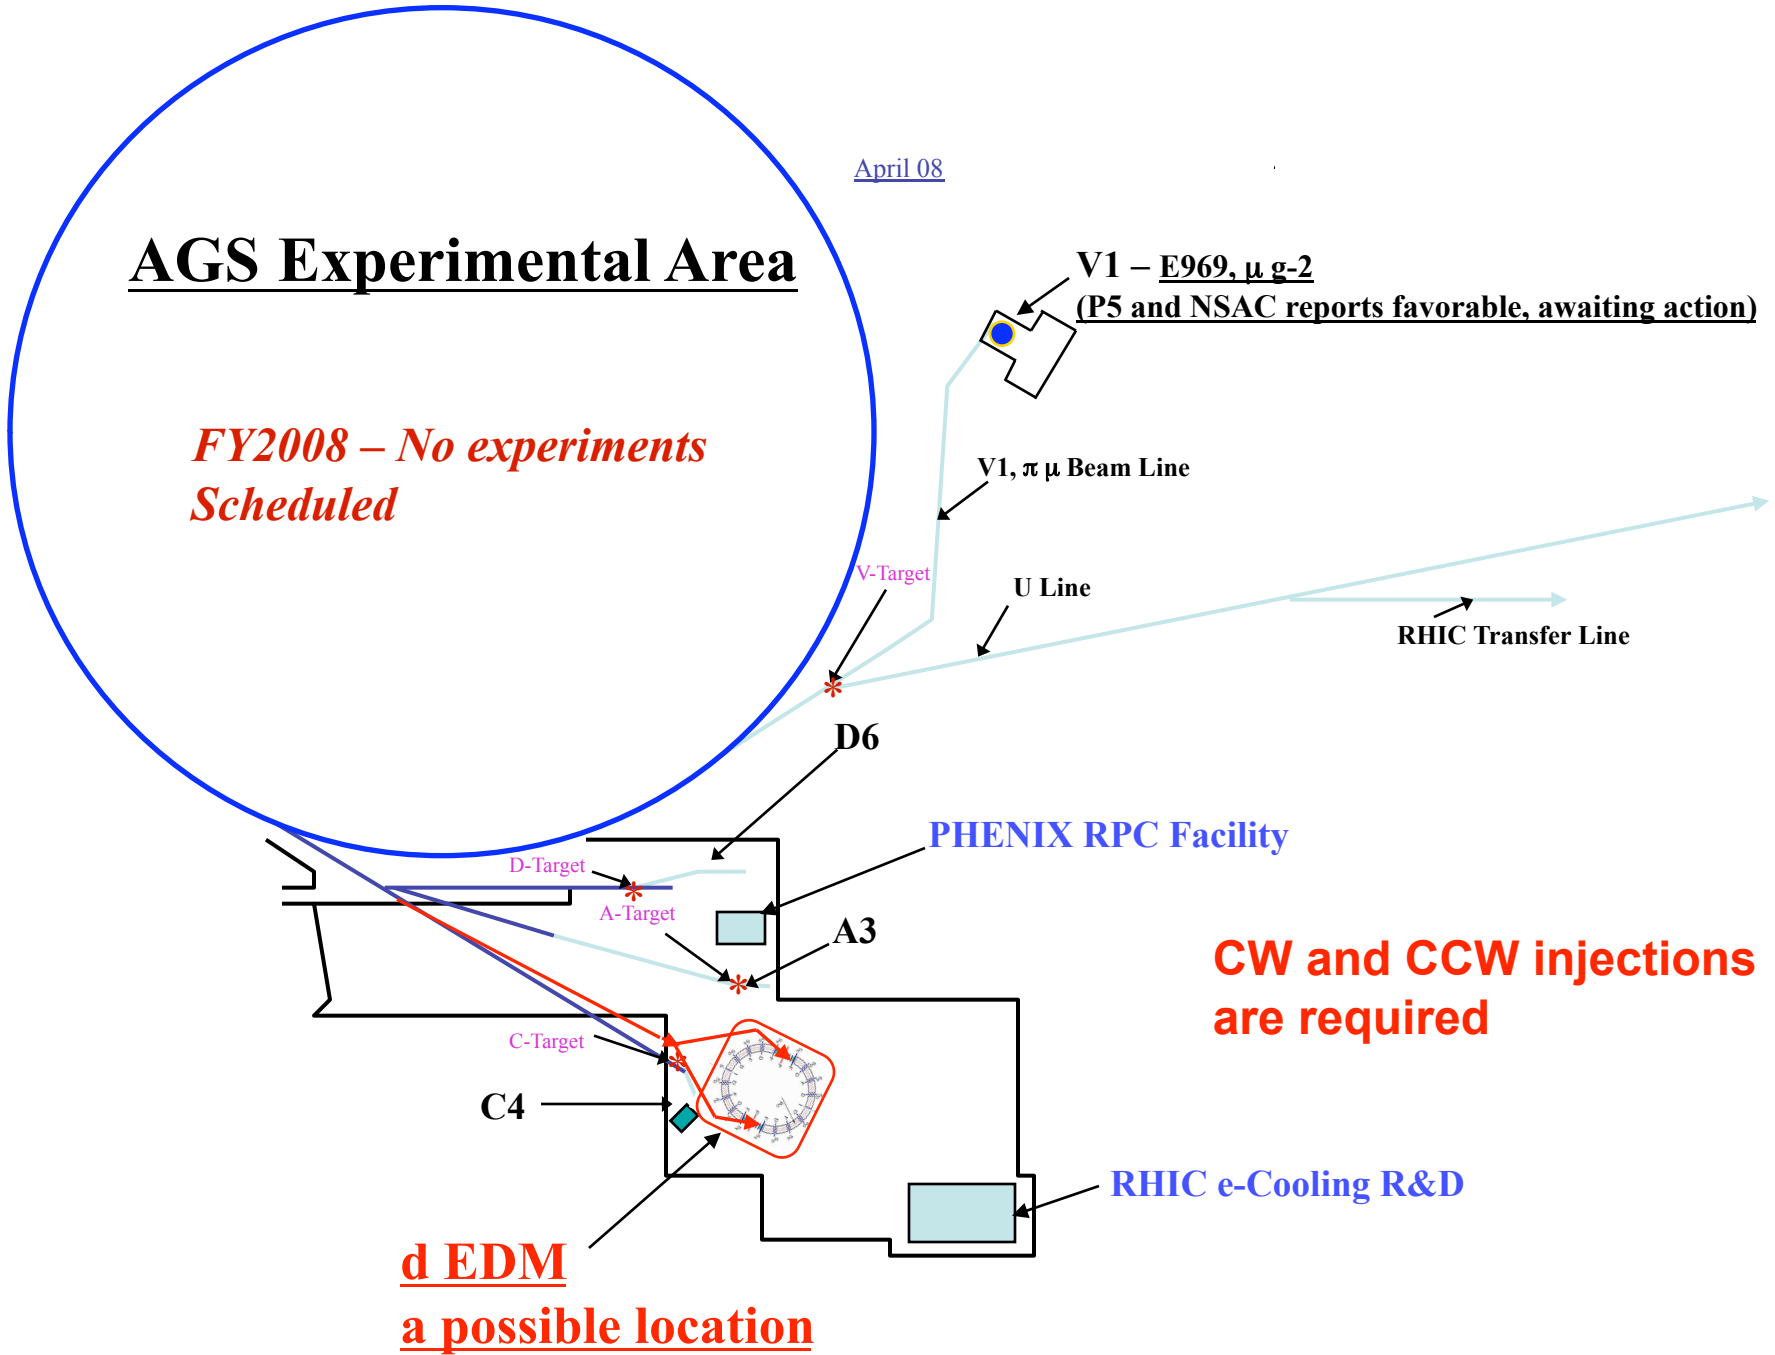 April 08
AGS Experimental Area
V1 – E969, μ g-2
(P5 and NSAC reports favorable, awaiting action)
FY2008 – No experiments
Scheduled
V1, π μ Beam Line
V-Target
U Line
RHIC Transfer Line
D6
PHENIX RPC Facility
D-Target
A-Target
A3
CW and CCW injections
are required
C-Target
C4
RHIC e-Cooling R&D
d EDM
a possible location